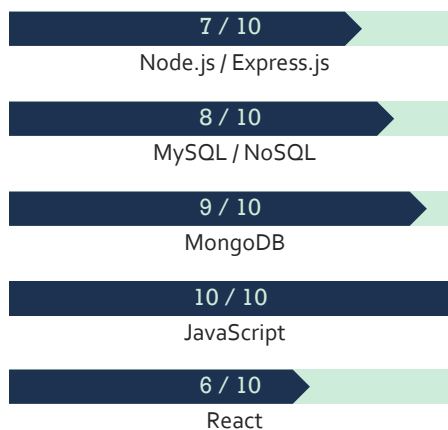 7 / 10
Node.js / Express.js
8 / 10
MySQL / NoSQL
9 / 10
MongoDB
10 / 10
JavaScript
6 / 10
React